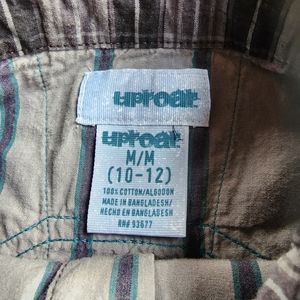 uproar
uproar
M/M
(10-12)
100% COTTON/ALGODON
MADE IN BANGLADESH/
HECHO EN BANGLADESH
RN# 93677